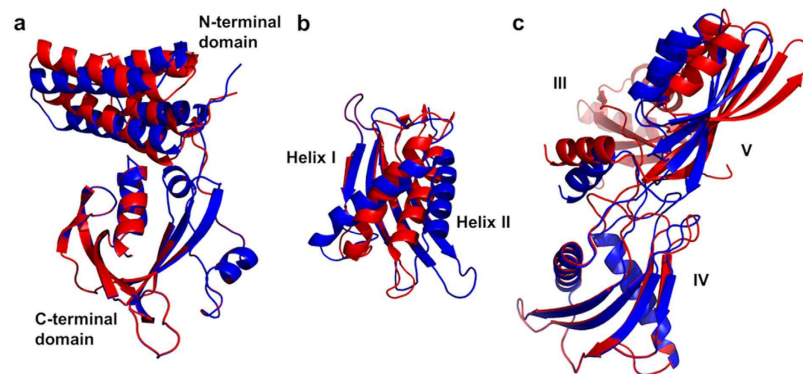 a
N-terminal
domain
C-terminal
domain
b
Helix I
Helix II
c
III
V
IV